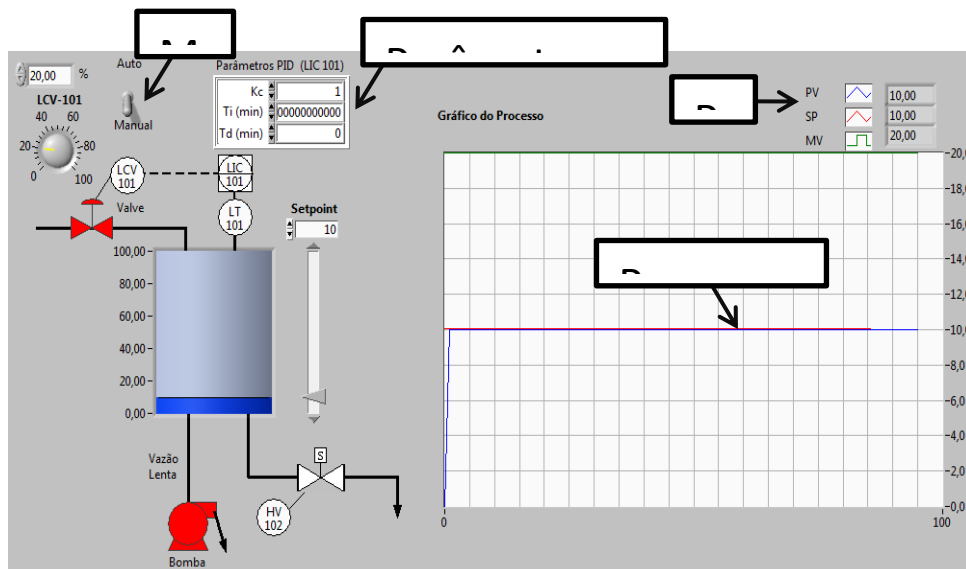 20,00 %
Auto
Manual
LCV-101
0
20
40
60
80
100
Parâmetros PID (LIC 101)
Kc 1
Ti (min) 00000000000
Td (min) 0
LCV
101
LIC
101
LT
101
Valve
Setpoint
10
100,00
80,00
60,00
40,00
20,00
0,00
Vazão
Lenta
Bomba
S
HV
102
Gráfico do Processo
PV 10,00
SP 10,00
MV 20,00
-20,0
-18,0
-16,0
-14,0
-12,0
-10,0
-8,0
-6,0
-4,0
-2,0
-0,0
0
100